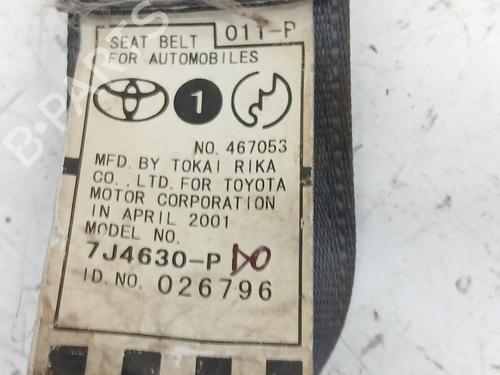 011-P
SEAT BELT
FOR AUTOMOBILES
1
NO. 467053
MFD. BY TOKAI RIKA
CO., LTD. FOR TOYOTA
MOTOR CORPORATION
IN APRIL 2001
MODEL NO.
7J4630-P DO
ID. NO. 026796
B-PARTS